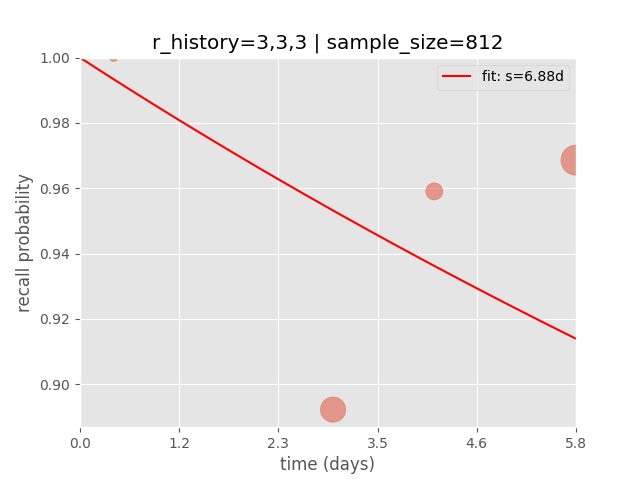 r_history=3,3,3 | sample_size=812
fit: s=6.88d
1.00
0.98
0.96
0.94
0.92
0.90
recall probability
0.0 1.2 2.3 3.5 4.6 5.8
time (days)